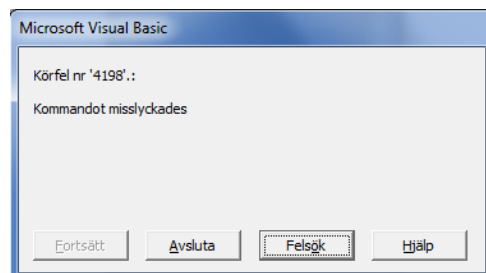 Microsoft Visual Basic
Körfel nr '4198'.:
Kommandot misslyckades
Fortsätt
Avsluta
Felsök
Hjälp